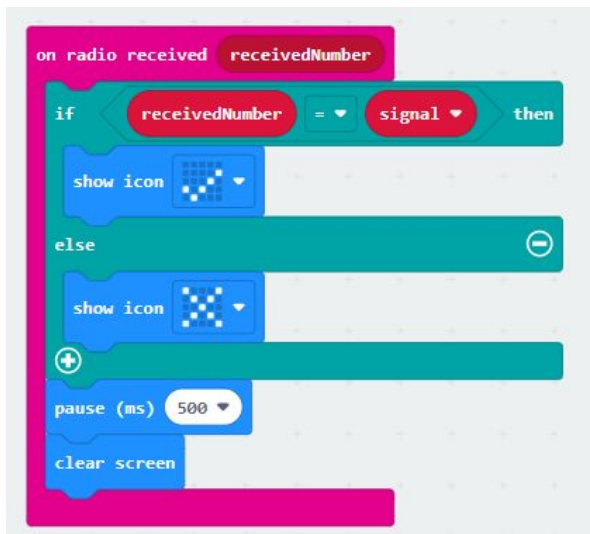 on radio received receivedNumber
if receivedNumber = signal then
show icon
else
show icon
pause (ms) 500
clear screen